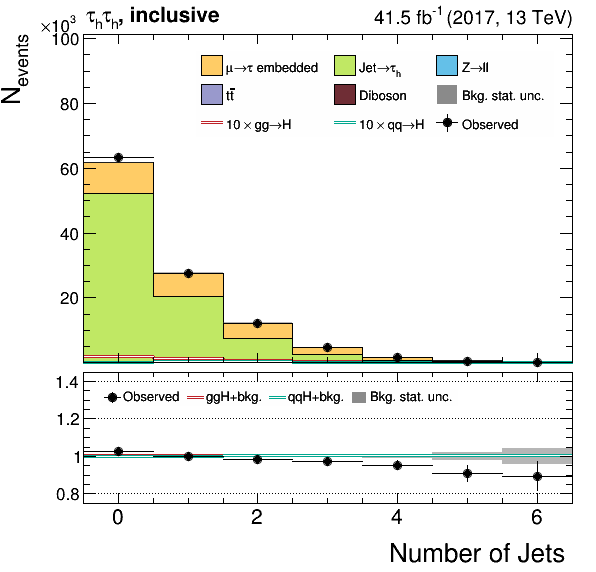 ×10³ τₕτₕ, inclusive 41.5 fb⁻¹ (2017, 13 TeV)
N_events
100
80
60
40
20
μ→τ embedded Jet→τₕ Z→ll
tt̅ Diboson Bkg. stat. unc.
10 × gg→H 10 × qq→H Observed
1.4
1.2
1
0.8
Observed ggH+bkg. qqH+bkg. Bkg. stat. unc.
0 2 4 6
Number of Jets